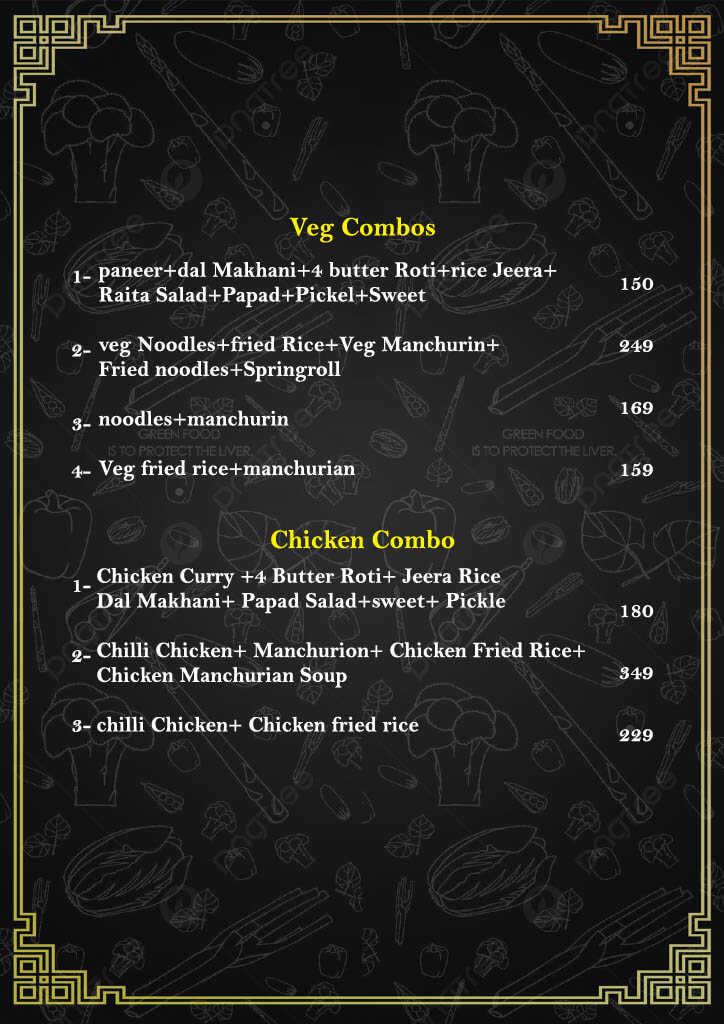 Veg Combos
1- paneer+dal Makhani+4 butter Roti+rice Jeera+
Raita Salad+Papad+Pickel+Sweet
150
2- veg Noodles+fried Rice+Veg Manchurin+
Fried noodles+Springroll
249
3- noodles+manchurin
169
GREEN FOOD
IS TO PROTECT THE LIVER.
GREEN FOOD
IS TO PROTECT THE LIVER.
4- Veg fried rice+manchurian
159
Chicken Combo
1- Chicken Curry +4 Butter Roti+ Jeera Rice
Dal Makhani+ Papad Salad+sweet+ Pickle
180
2- Chilli Chicken+ Manchurion+ Chicken Fried Rice+
Chicken Manchurian Soup
349
3- chilli Chicken+ Chicken fried rice
229